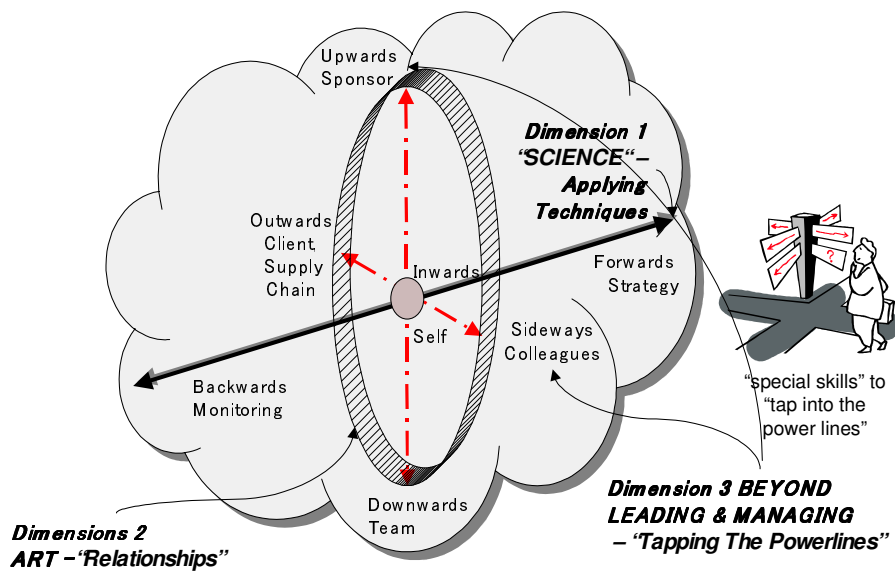 Upwards
Sponsor
Dimension 1
“SCIENCE“ –
Applying
Techniques
Outwards
Client,
Supply
Chain
Inwards
Forwards
Strategy
?
Self
Sideways
Colleagues
Backwards
Monitoring
“special skills” to
“tap into the
power lines”
Downwards
Team
Dimension 3 BEYOND
LEADING & MANAGING
– “Tapping The Powerlines”
Dimensions 2
ART –“Relationships”